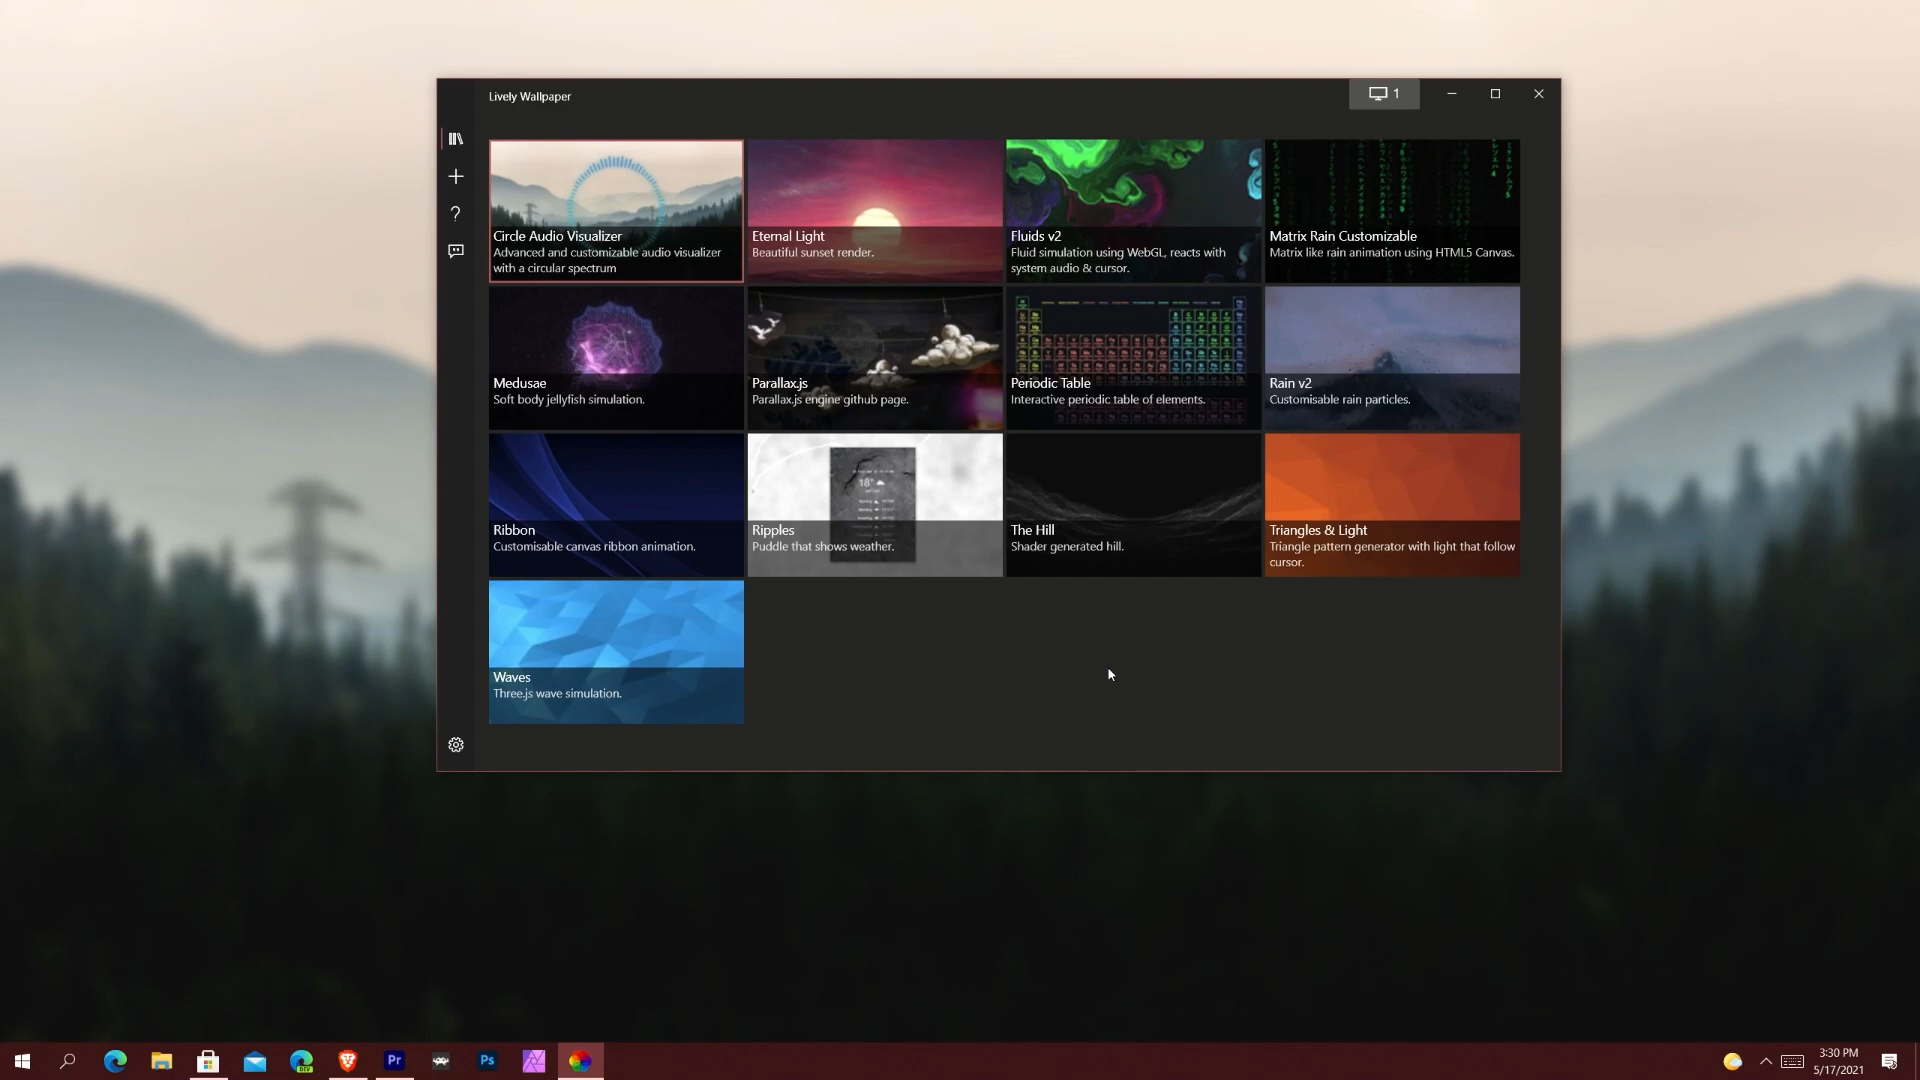 Lively Wallpaper
1
Circle Audio Visualizer
Advanced and customizable audio visualizer
with a circular spectrum
Eternal Light
Beautiful sunset render.
Fluids v2
Fluid simulation using WebGL, reacts with
system audio & cursor.
Matrix Rain Customizable
Matrix like rain animation using HTML5 Canvas.
Medusae
Soft body jellyfish simulation.
Parallax.js
Parallax.js engine github page.
Periodic Table
Interactive periodic table of elements.
Rain v2
Customisable rain particles.
Ribbon
Customisable canvas ribbon animation.
18°
Ripples
Puddle that shows weather.
The Hill
Shader generated hill.
Triangles & Light
Triangle pattern generator with light that follow
cursor.
Waves
Three.js wave simulation.
DEV
Pr
Ps
3:30 PM
5/17/2021